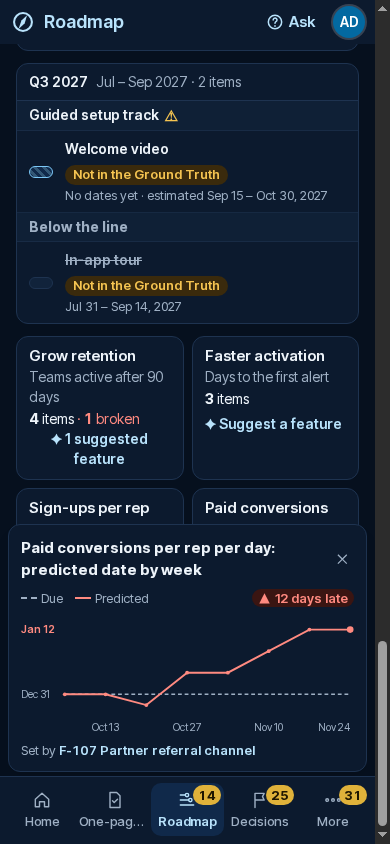 Roadmap
Ask
AD
Q3 2027 Jul – Sep 2027 · 2 items
Guided setup track ⚠
Welcome video
Not in the Ground Truth
No dates yet · estimated Sep 15 – Oct 30, 2027
Below the line
In-app tour
Not in the Ground Truth
Jul 31 – Sep 14, 2027
Grow retention
Teams active after 90
days
4 items · 1 broken
✦ 1 suggested
feature
Faster activation
Days to the first alert
3 items
✦ Suggest a feature
Sign-ups per rep
Paid conversions
Paid conversions per rep per day:
predicted date by week
Due
Predicted
▲ 12 days late
Jan 12
Dec 31
Oct 13
Oct 27
Nov 10
Nov 24
Set by F-107 Partner referral channel
Home
One-pag…
Roadmap
14
Decisions
25
More
31